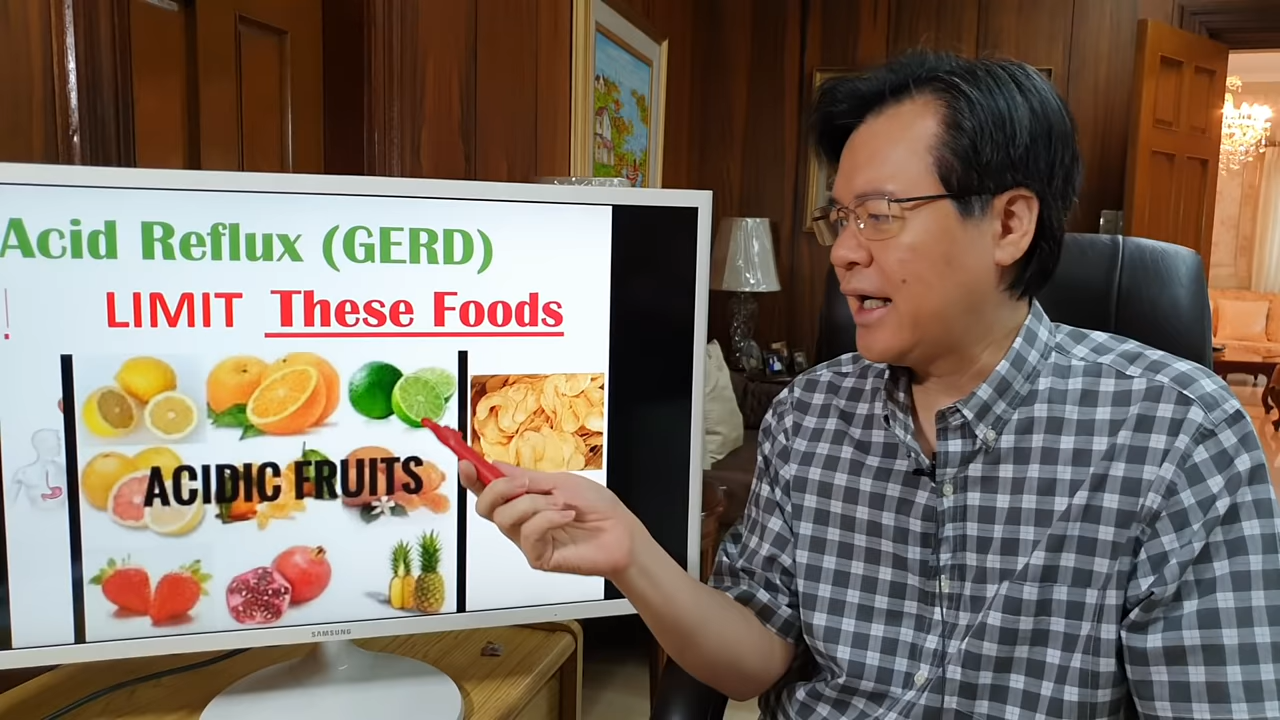 Acid Reflux (GERD)
LIMIT These Foods
ACIDIC FRUITS
SAMSUNG